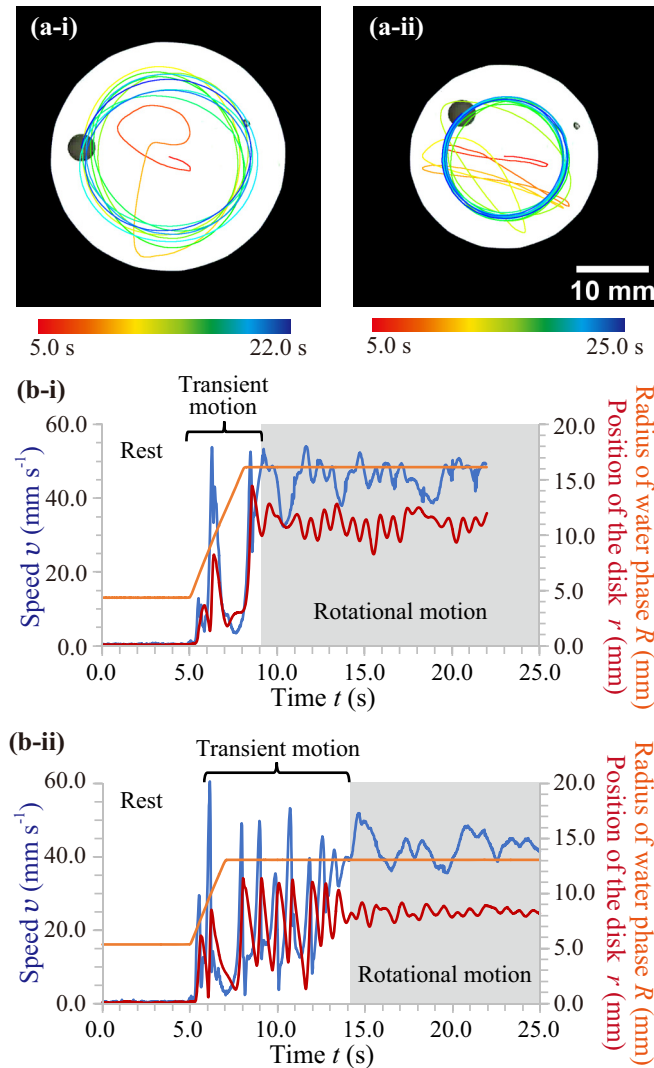 (a-i)
(a-ii)
10 mm
5.0 s
22.0 s
5.0 s
25.0 s
(b-i)
Transient
motion
60.0
40.0
20.0
0.0
Rest
Rotational motion
20.0
15.0
10.0
5.0
0.0
0.0
5.0
10.0
15.0
20.0
25.0
Time t (s)
Speed υ (mm s⁻¹)
Position of the disk r (mm)
Radius of water phase R (mm)
(b-ii)
Transient motion
60.0
40.0
20.0
0.0
Rest
Rotational motion
20.0
15.0
10.0
5.0
0.0
0.0
5.0
10.0
15.0
20.0
25.0
Time t (s)
Speed υ (mm s⁻¹)
Position of the disk r (mm)
Radius of water phase R (mm)